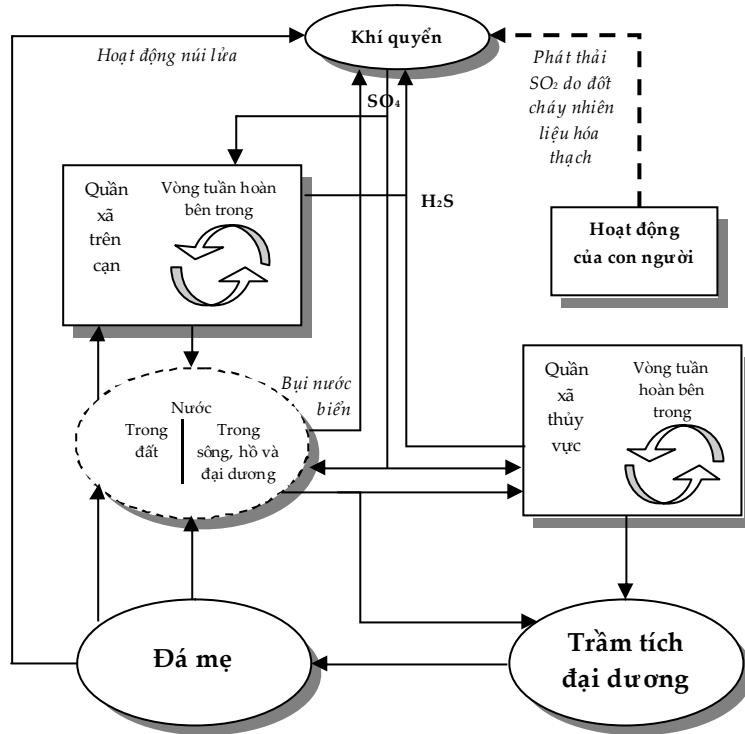 Khí quyển
Hoạt động núi lửa
Phát thải
SO₂ do đốt
cháy nhiên
liệu hóa
thạch
SO₄
Quần
xã
trên
cạn
Vòng tuần hoàn
bên trong
H₂S
Hoạt động
của con người
Bụi nước
biển
Nước
Trong
đất
Trong
sông, hồ và
đại dương
Quần
xã
thủy
vực
Vòng tuần
hoàn bên
trong
Đá mẹ
Trầm tích
đại dương